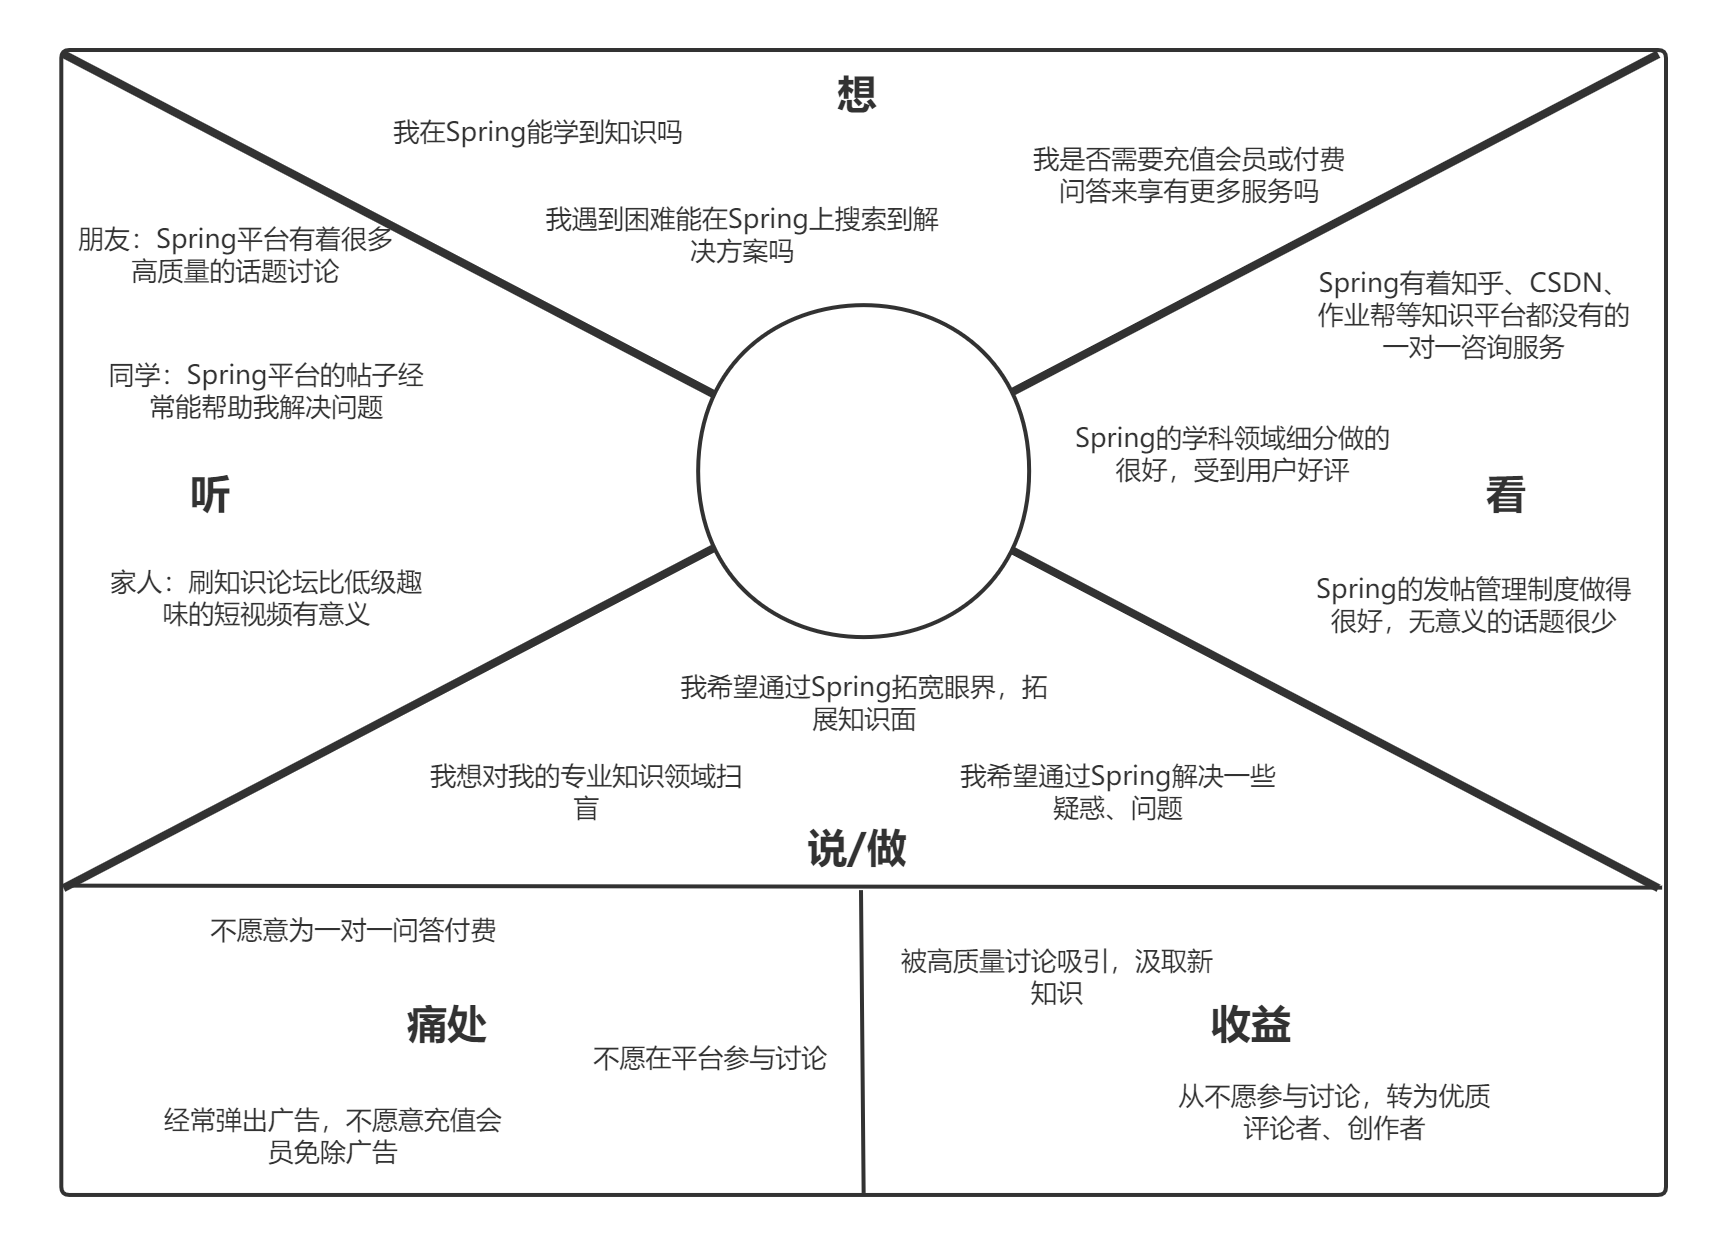 想
我在Spring能学到知识吗
我是否需要充值会员或付费
问答来享有更多服务吗
我遇到困难能在Spring上搜索到解
决方案吗
朋友：Spring平台有着很多
高质量的话题讨论
同学：Spring平台的帖子经
常能帮助我解决问题
听
家人：刷知识论坛比低级趣
味的短视频有意义
Spring有着知乎、CSDN、
作业帮等知识平台都没有的
一对一咨询服务
Spring的学科领域细分做的
很好，受到用户好评
看
Spring的发帖管理制度做得
很好，无意义的话题很少
我希望通过Spring拓宽眼界，拓
展知识面
我想对我的专业知识领域扫
盲
我希望通过Spring解决一些
疑惑、问题
说/做
不愿意为一对一问答付费
痛处
不愿在平台参与讨论
经常弹出广告，不愿意充值会
员免除广告
被高质量讨论吸引，汲取新
知识
收益
从不愿参与讨论，转为优质
评论者、创作者